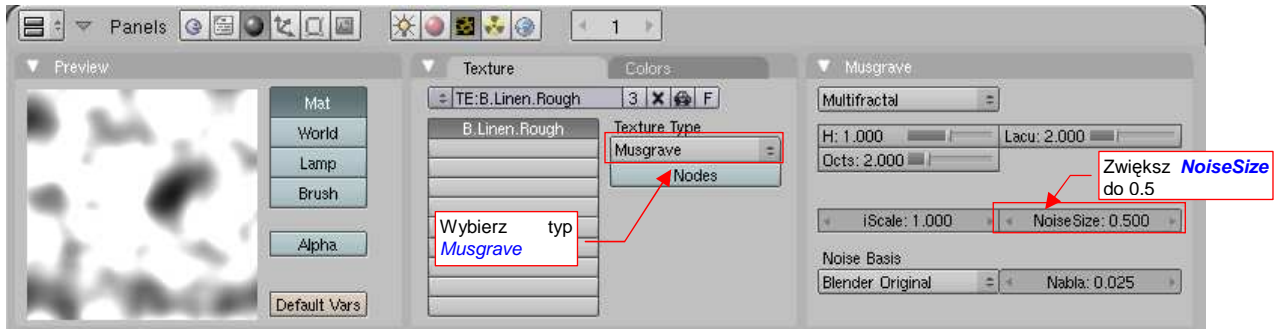 Panels
1
Preview
Mat
World
Lamp
Brush
Alpha
Default Vars
Texture
Colors
TE:B.Linen.Rough
3
F
B.Linen.Rough
Texture Type
Musgrave
Nodes
Wybierz typ
Musgrave
Musgrave
Multifractal
H: 1.000
Lacu: 2.000
Octs: 2.000
Zwiększ NoiseSize
do 0.5
iScale: 1.000
NoiseSize: 0.500
Noise Basis
Blender Original
Nabla: 0.025